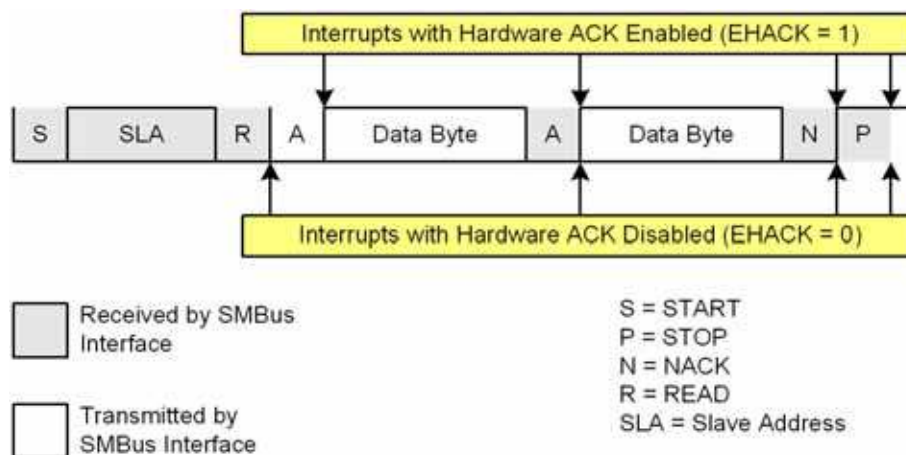 Interrupts with Hardware ACK Enabled (EHACK = 1)
S SLA R A Data Byte A Data Byte N P
Interrupts with Hardware ACK Disabled (EHACK = 0)
Received by SMBus
Interface
Transmitted by
SMBus Interface
S = START
P = STOP
N = NACK
R = READ
SLA = Slave Address